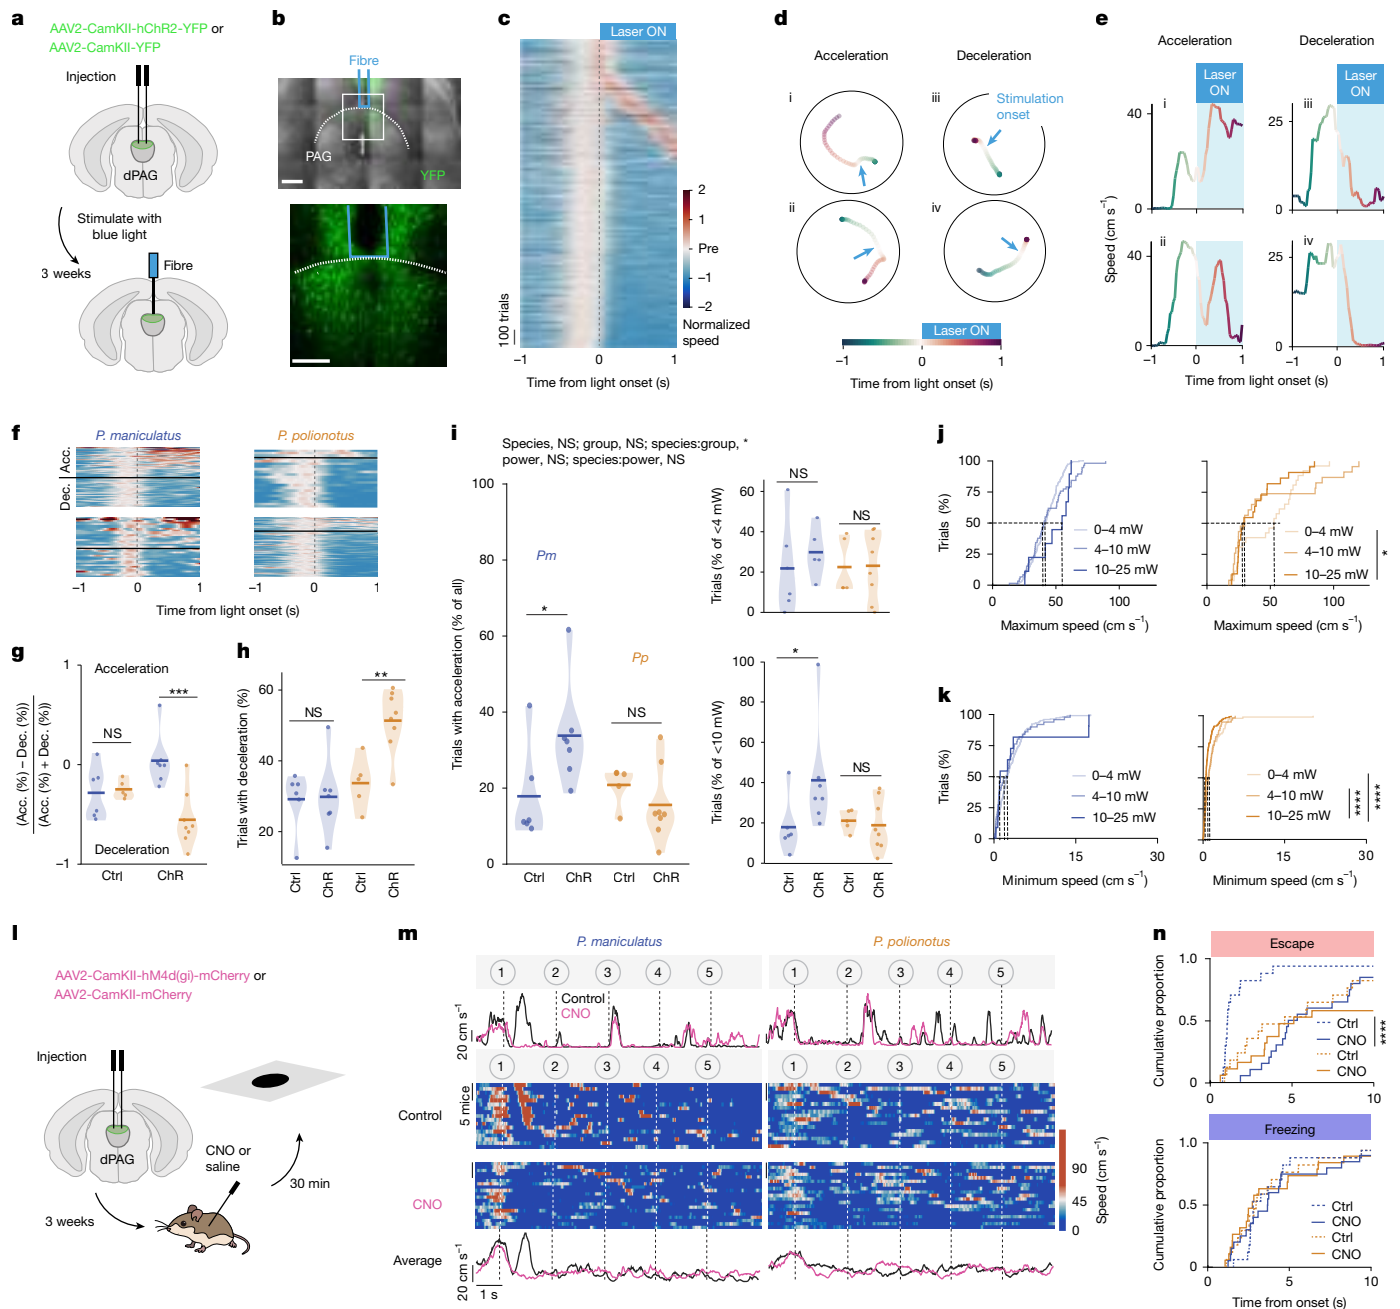 a
AAV2-CamKII-hChR2-YFP or
AAV2-CamKII-YFP
Injection
dPAG
Stimulate with
blue light
3 weeks
Fibre
b
Fibre
PAG
YFP
c
Laser ON
2
1
Pre
−1
−2
Normalized
speed
100 trials
−1
0
1
Time from light onset (s)
d
Acceleration
Deceleration
i
iii
Stimulation
onset
ii
iv
Laser ON
−1
0
1
Time from light onset (s)
e
Acceleration
Deceleration
Laser
ON
Laser
ON
i
iii
40
0
25
0
ii
iv
40
0
25
0
Speed (cm s⁻¹)
−1
0
1
−1
0
1
Time from light onset (s)
f
P. maniculatus
P. polionotus
Acc.
Dec.
−1
0
1
−1
0
1
Time from light onset (s)
g
1
0
−1
(Acc. (%) − Dec. (%))
(Acc. (%) + Dec. (%))
Acceleration
NS
***
Deceleration
Ctrl
ChR
h
Trials with deceleration (%)
60
40
20
NS
**
Ctrl
ChR
Ctrl
ChR
i
Species, NS; group, NS; species:group, *
power, NS; species:power, NS
Trials with acceleration (% of all)
100
80
60
40
20
0
Pm
*
Pp
NS
Ctrl
ChR
Ctrl
ChR
Trials (% of <4 mW)
60
40
20
0
NS
NS
Trials (% of <10 mW)
100
80
60
40
20
0
*
NS
Ctrl
ChR
Ctrl
ChR
j
Trials (%)
100
75
50
25
0
0–4 mW
4–10 mW
10–25 mW
0
50
100
Maximum speed (cm s⁻¹)
0–4 mW
4–10 mW
10–25 mW
*
0
50
100
Maximum speed (cm s⁻¹)
k
Trials (%)
100
75
50
25
0
0–4 mW
4–10 mW
10–25 mW
0
15
30
Minimum speed (cm s⁻¹)
0–4 mW
4–10 mW
10–25 mW
****
****
0
15
30
Minimum speed (cm s⁻¹)
l
AAV2-CamKII-hM4d(gi)-mCherry or
AAV2-CamKII-mCherry
Injection
dPAG
3 weeks
CNO or
saline
30 min
m
P. maniculatus
P. polionotus
1
2
3
4
5
1
2
3
4
5
Control
CNO
20 cm s⁻¹
1
2
3
4
5
1
2
3
4
5
Control
5 mice
CNO
Average
20 cm s⁻¹
1 s
90
45
0
Speed (cm s⁻¹)
n
Escape
Cumulative proportion
1.0
0.5
0
Ctrl
CNO
Ctrl
CNO
****
0
5
10
Freezing
Cumulative proportion
1.0
0.5
0
Ctrl
CNO
Ctrl
CNO
0
5
10
Time from onset (s)